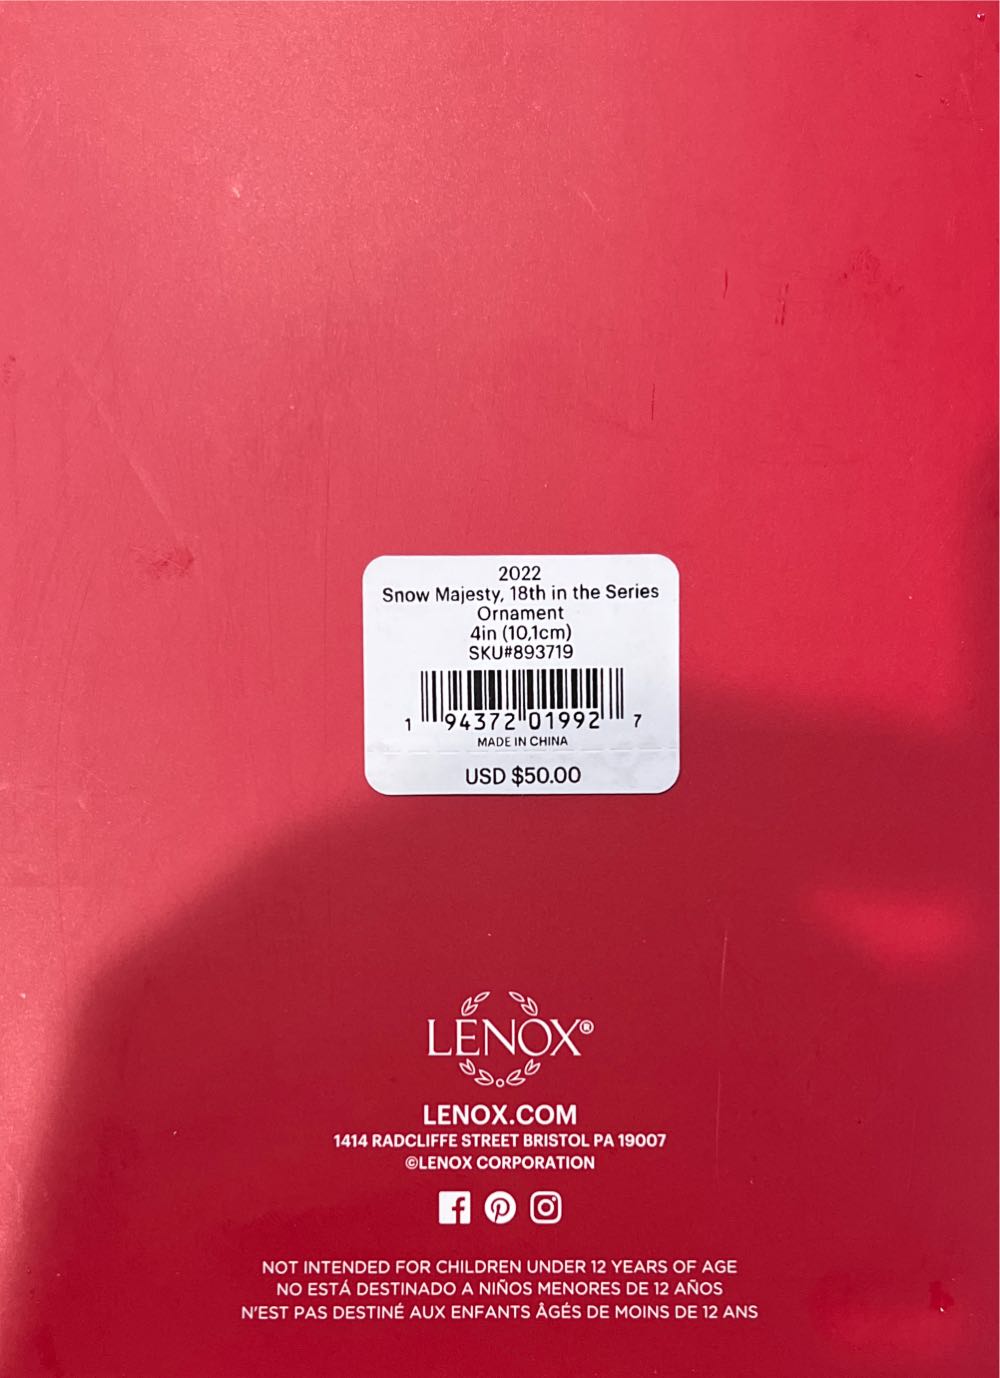 2022
Snow Majesty, 18th in the Series
Ornament
4in (10,1cm)
SKU#893719
1 94372 01992 7
MADE IN CHINA
USD $50.00
LENOX®
LENOX.COM
1414 RADCLIFFE STREET BRISTOL PA 19007
©LENOX CORPORATION
NOT INTENDED FOR CHILDREN UNDER 12 YEARS OF AGE
NO ESTÁ DESTINADO A NIÑOS MENORES DE 12 AÑOS
N'EST PAS DESTINÉ AUX ENFANTS ÂGÉS DE MOINS DE 12 ANS